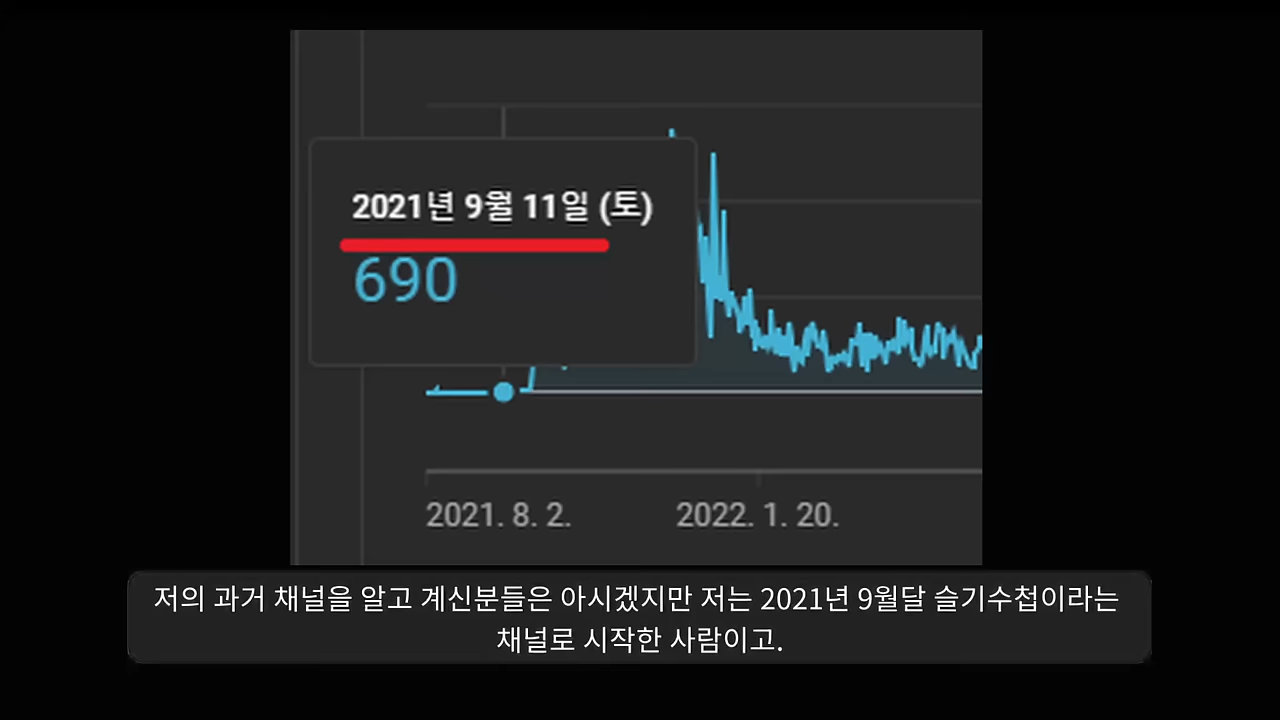 2021년 9월 11일 (토)
690
2021. 8. 2.
2022. 1. 20.
저의 과거 채널을 알고 계신분들은 아시겠지만 저는 2021년 9월달 슬기수첩이라는
채널로 시작한 사람이고.